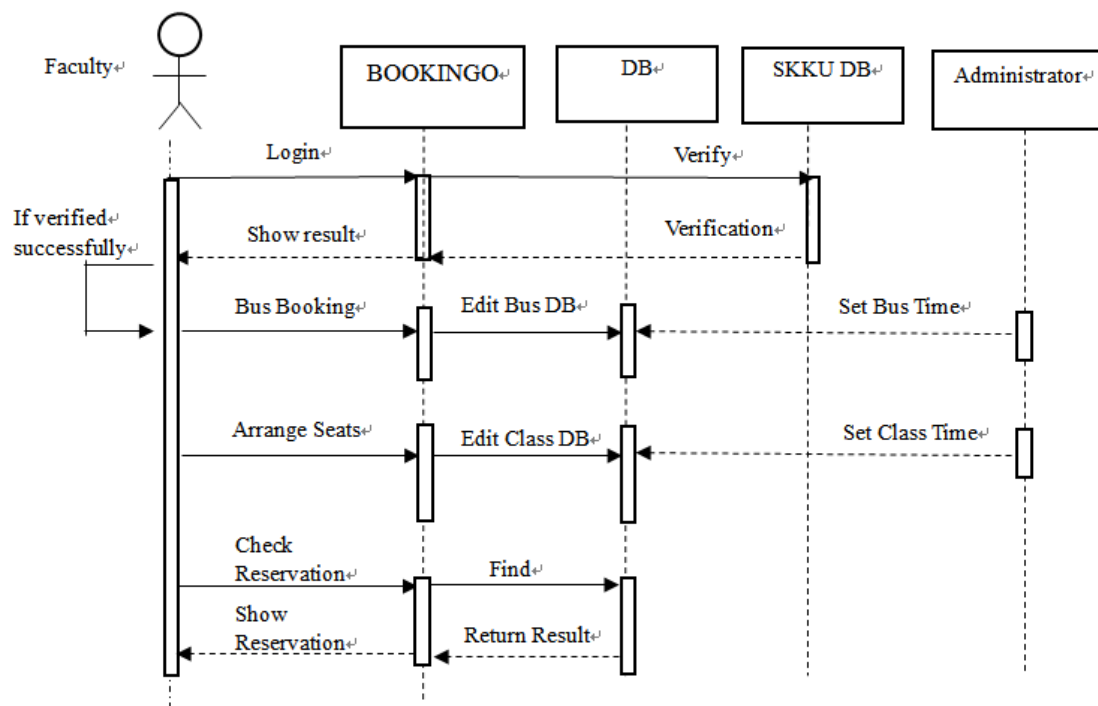 Faculty
BOOKINGO
DB
SKKU DB
Administrator
Login
Verify
If verified
successfully
Show result
Verification
Bus Booking
Edit Bus DB
Set Bus Time
Arrange Seats
Edit Class DB
Set Class Time
Check
Reservation
Find
Show
Reservation
Return Result